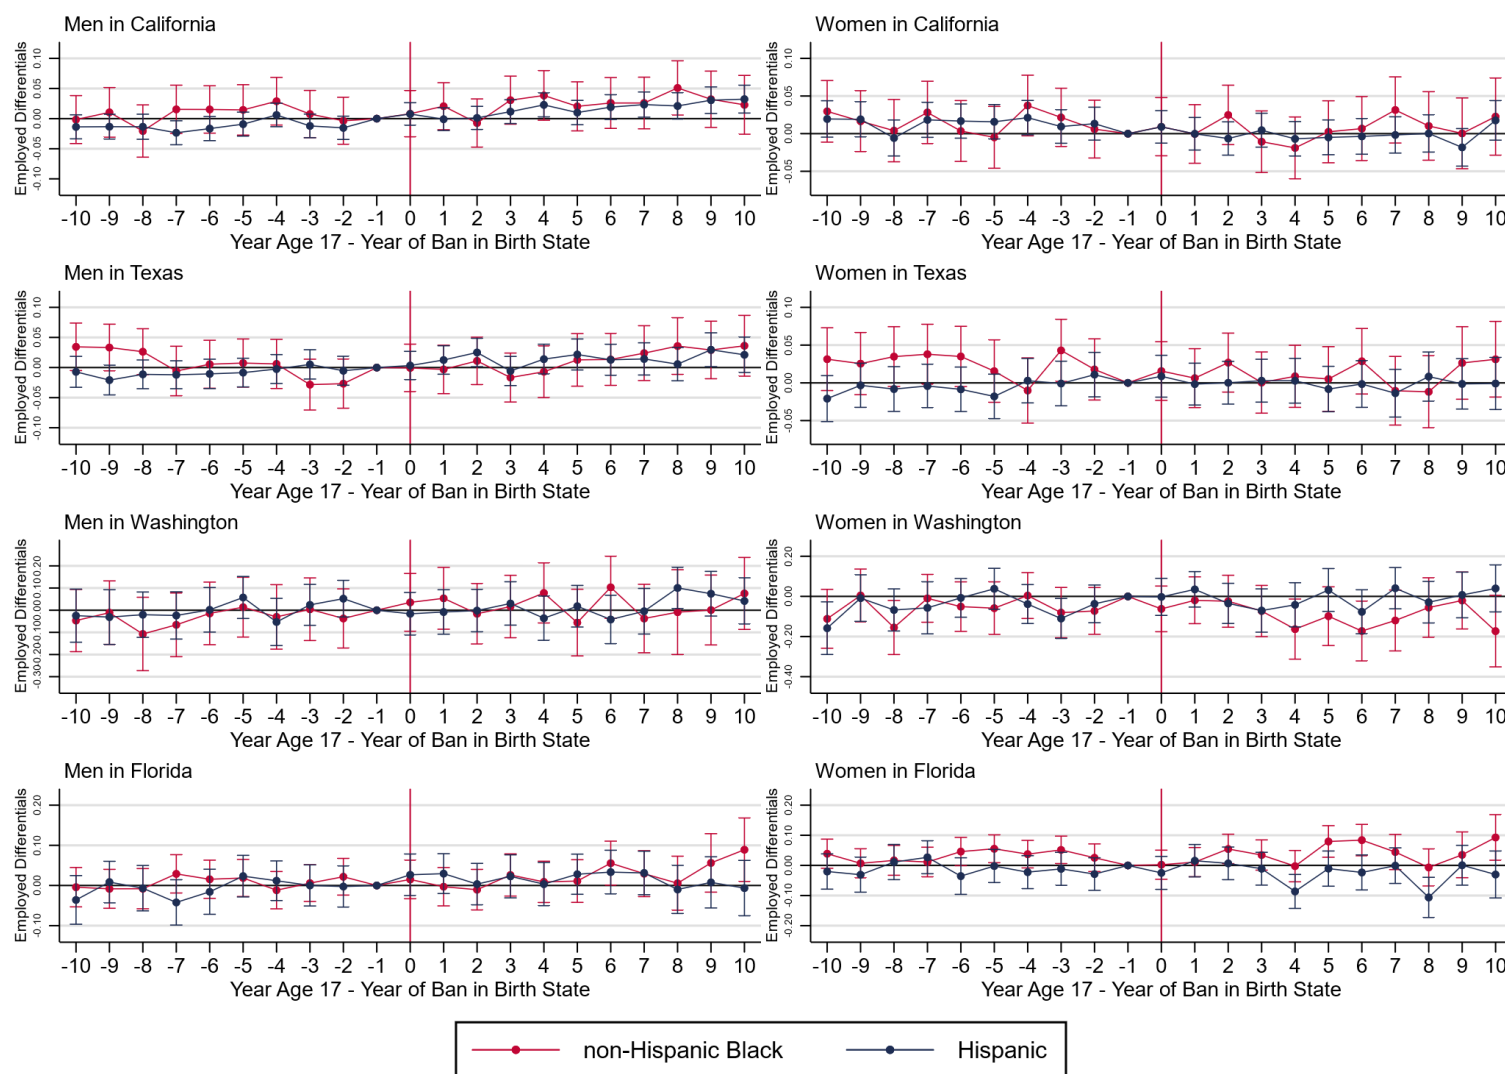 Men in California
Employed Differentials
0.10
0.05
0.00
-0.05
-0.10
-10 -9 -8 -7 -6 -5 -4 -3 -2 -1 0 1 2 3 4 5 6 7 8 9 10
Year Age 17 - Year of Ban in Birth State
Women in California
Employed Differentials
0.10
0.05
0.00
-0.05
-10 -9 -8 -7 -6 -5 -4 -3 -2 -1 0 1 2 3 4 5 6 7 8 9 10
Year Age 17 - Year of Ban in Birth State
Men in Texas
Employed Differentials
0.10
0.05
0.00
-0.05
-0.10
-10 -9 -8 -7 -6 -5 -4 -3 -2 -1 0 1 2 3 4 5 6 7 8 9 10
Year Age 17 - Year of Ban in Birth State
Women in Texas
Employed Differentials
0.10
0.05
0.00
-0.05
-10 -9 -8 -7 -6 -5 -4 -3 -2 -1 0 1 2 3 4 5 6 7 8 9 10
Year Age 17 - Year of Ban in Birth State
Men in Washington
Employed Differentials
0.20
0.10
0.00
-0.10
-0.20
-0.30
-10 -9 -8 -7 -6 -5 -4 -3 -2 -1 0 1 2 3 4 5 6 7 8 9 10
Year Age 17 - Year of Ban in Birth State
Women in Washington
Employed Differentials
0.20
0.00
-0.20
-0.40
-10 -9 -8 -7 -6 -5 -4 -3 -2 -1 0 1 2 3 4 5 6 7 8 9 10
Year Age 17 - Year of Ban in Birth State
Men in Florida
Employed Differentials
0.20
0.10
0.00
-0.10
-10 -9 -8 -7 -6 -5 -4 -3 -2 -1 0 1 2 3 4 5 6 7 8 9 10
Year Age 17 - Year of Ban in Birth State
Women in Florida
Employed Differentials
0.20
0.10
0.00
-0.10
-0.20
-10 -9 -8 -7 -6 -5 -4 -3 -2 -1 0 1 2 3 4 5 6 7 8 9 10
Year Age 17 - Year of Ban in Birth State
non-Hispanic Black
Hispanic